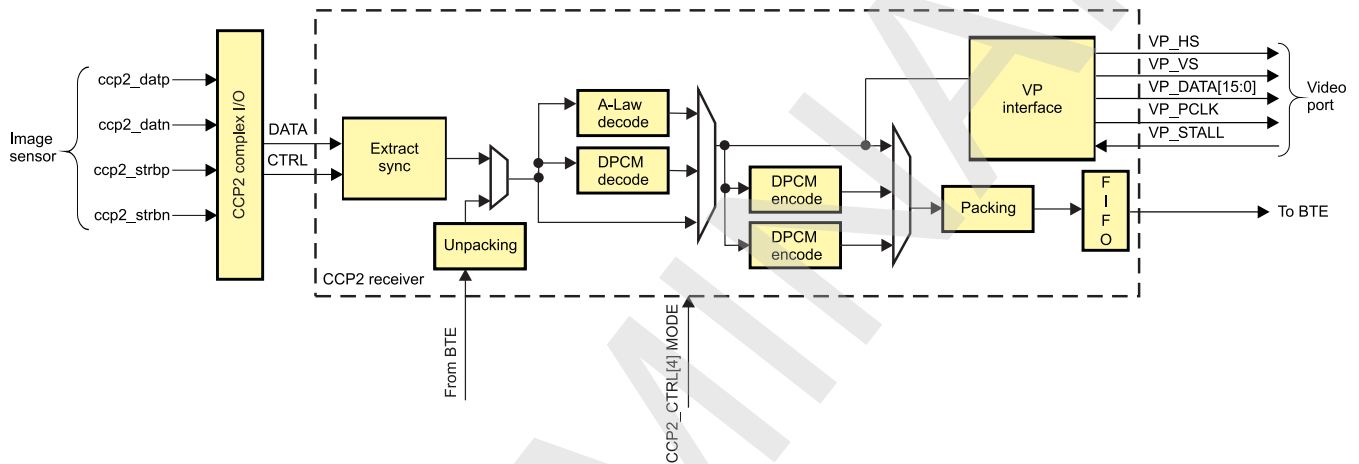 Image
sensor
ccp2_datp
ccp2_datn
ccp2_strbp
ccp2_strbn
CCP2 complex I/O
DATA
CTRL
Extract
sync
Unpacking
CCP2 receiver
From BTE
A-Law
decode
DPCM
decode
DPCM
encode
DPCM
encode
CCP2_CTRL[4] MODE
VP
interface
Packing
F
I
F
O
VP_HS
VP_VS
VP_DATA[15:0]
VP_PCLK
VP_STALL
Video
port
To BTE